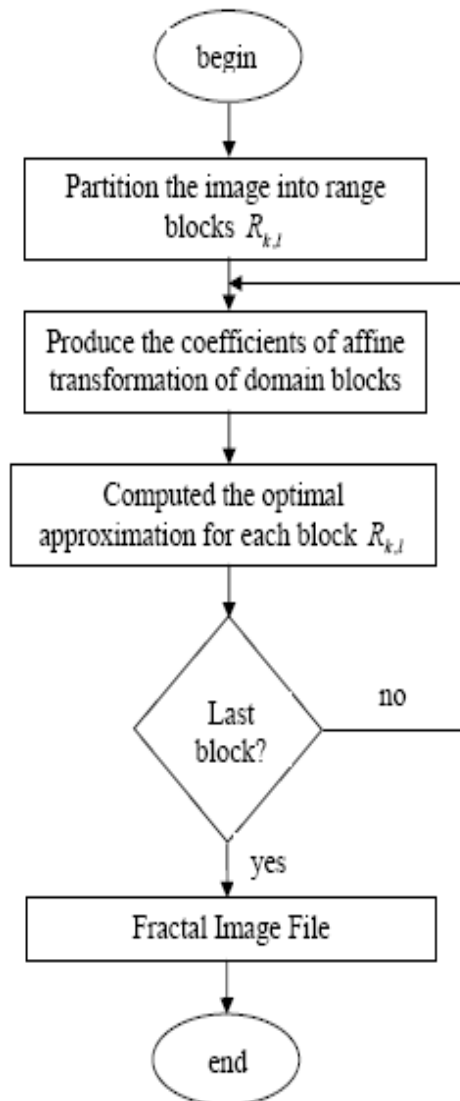 begin
Partition the image into range
blocks R_{k,l}
Produce the coefficients of affine
transformation of domain blocks
Computed the optimal
approximation for each block R_{k,l}
Last
block?
no
yes
Fractal Image File
end